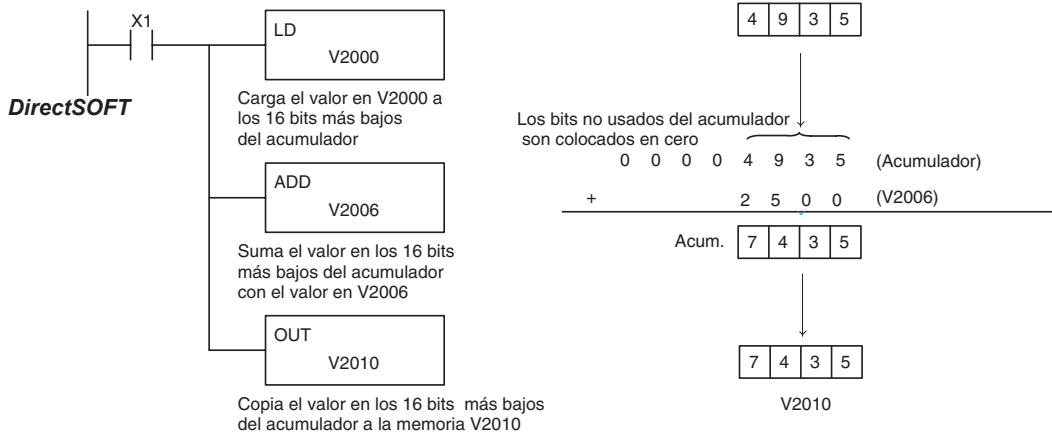 X1
DirectSOFT
LD
V2000
Carga el valor en V2000 a
los 16 bits más bajos
del acumulador
ADD
V2006
Suma el valor en los 16 bits
más bajos del acumulador
con el valor en V2006
OUT
V2010
Copia el valor en los 16 bits más bajos
del acumulador a la memoria V2010
4 9 3 5
Los bits no usados del acumulador
son colocados en cero
0 0 0 0 4 9 3 5 (Acumulador)
+ 2 5 0 0 (V2006)
Acum. 7 4 3 5
7 4 3 5
V2010